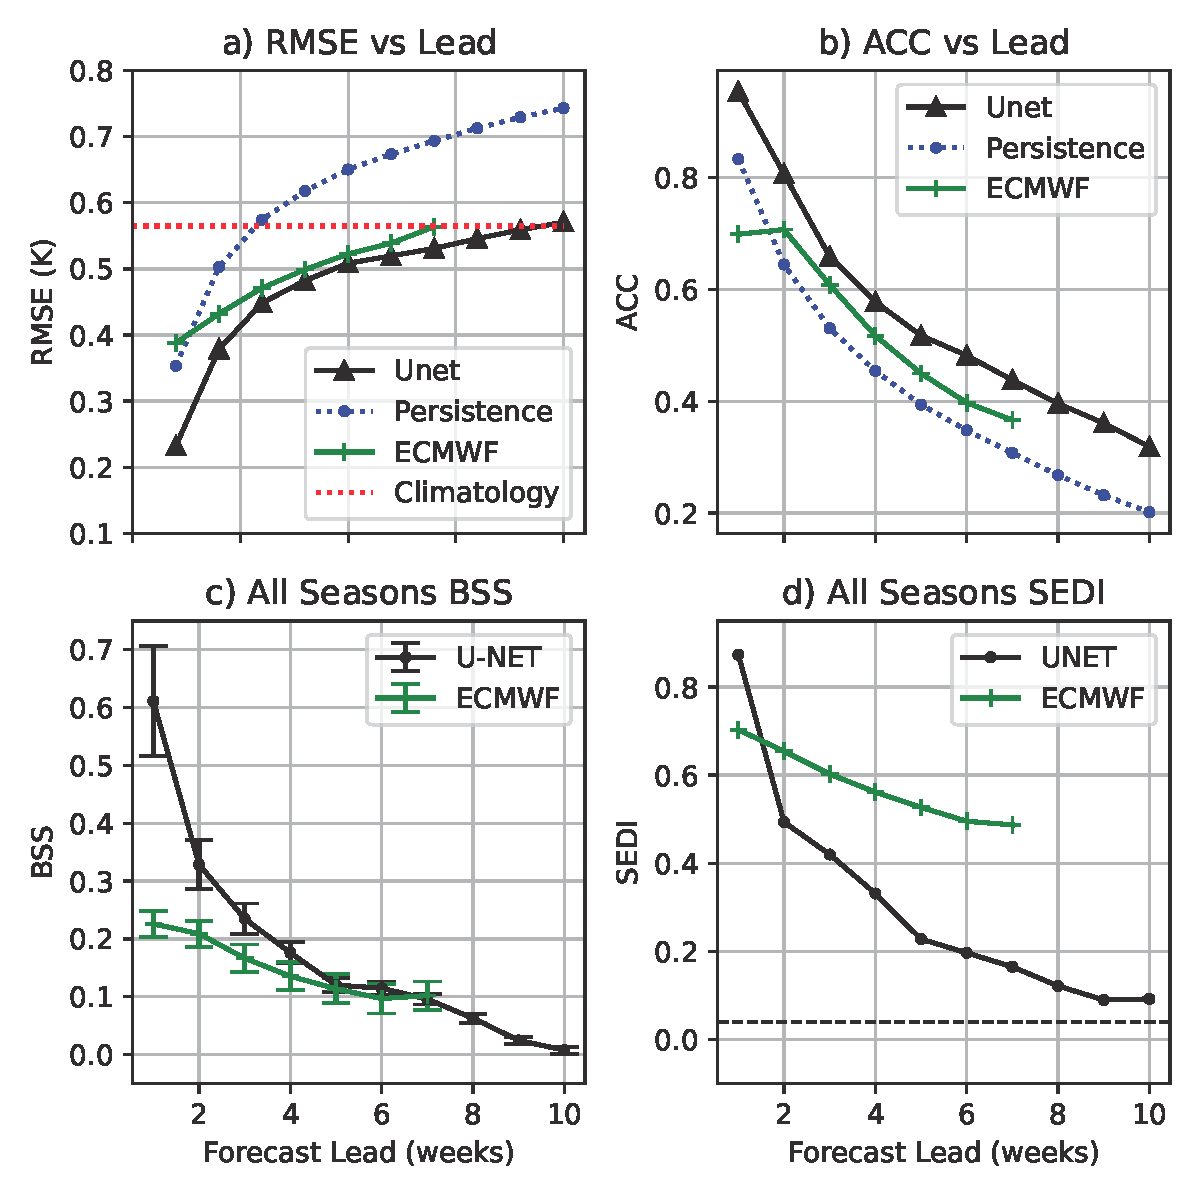 a) RMSE vs Lead
0.8
0.7
0.6
0.5
0.4
0.3
0.2
0.1
RMSE (K)
Unet
Persistence
ECMWF
Climatology
b) ACC vs Lead
0.8
0.6
0.4
0.2
ACC
Unet
Persistence
ECMWF
c) All Seasons BSS
0.7
0.6
0.5
0.4
0.3
0.2
0.1
0.0
BSS
U-NET
ECMWF
2 4 6 8 10
Forecast Lead (weeks)
d) All Seasons SEDI
0.8
0.6
0.4
0.2
0.0
SEDI
UNET
ECMWF
2 4 6 8 10
Forecast Lead (weeks)